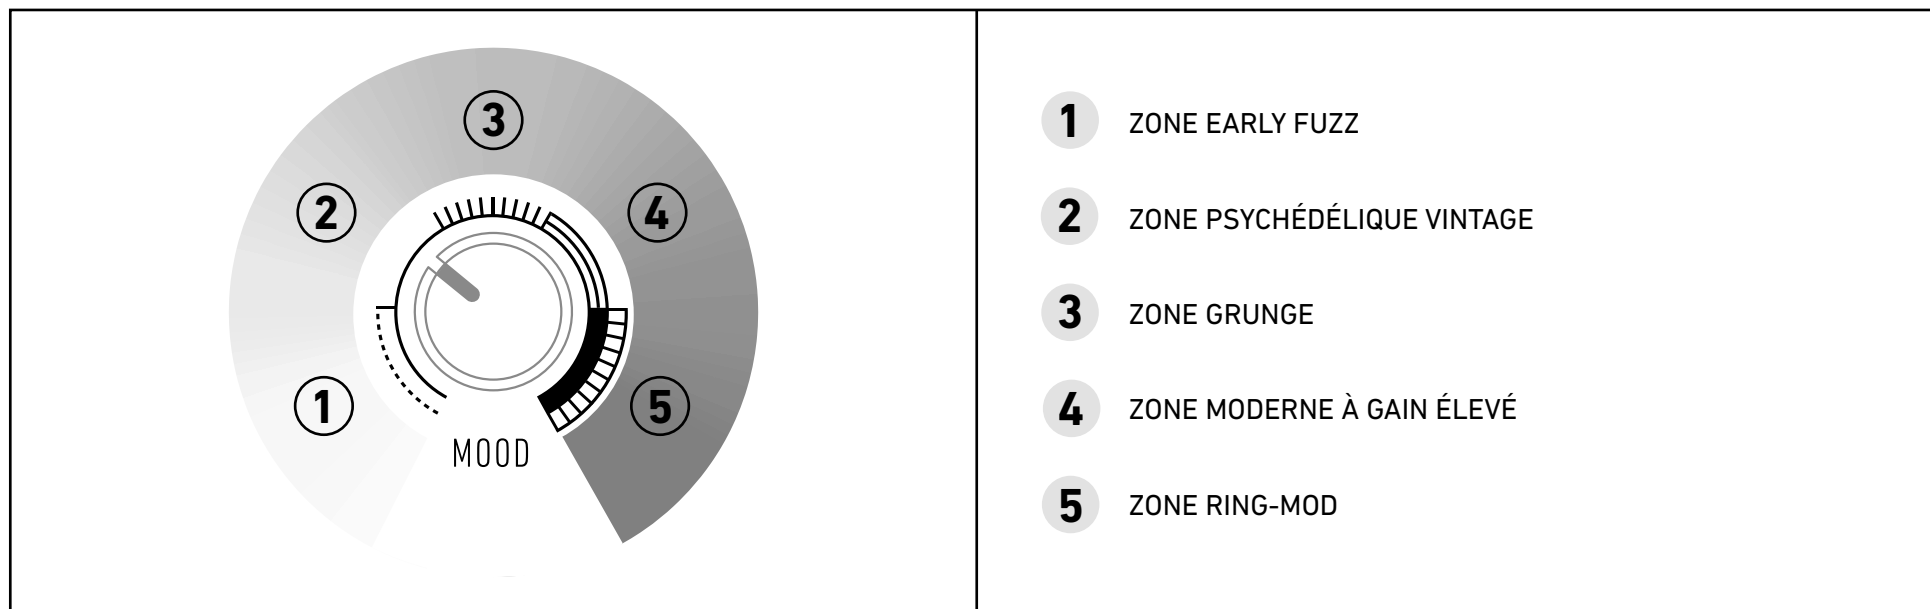 3
2
4
1
5
MOOD
1 ZONE EARLY FUZZ
2 ZONE PSYCHÉDÉLIQUE VINTAGE
3 ZONE GRUNGE
4 ZONE MODERNE À GAIN ÉLEVÉ
5 ZONE RING-MOD